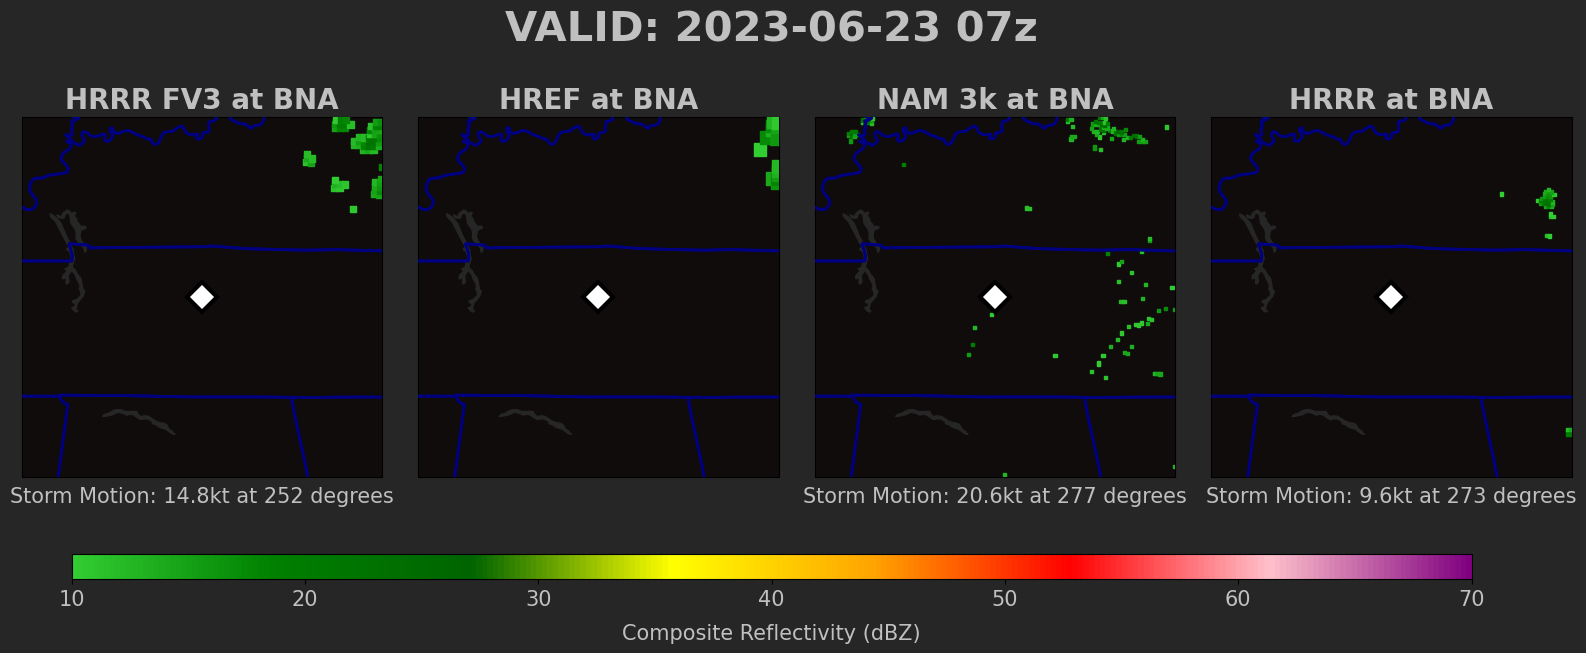 VALID: 2023-06-23 07z
HRRR FV3 at BNA
HREF at BNA
NAM 3k at BNA
HRRR at BNA
Storm Motion: 14.8kt at 252 degrees
Storm Motion: 20.6kt at 277 degrees
Storm Motion: 9.6kt at 273 degrees
10 20 30 40 50 60 70
Composite Reflectivity (dBZ)